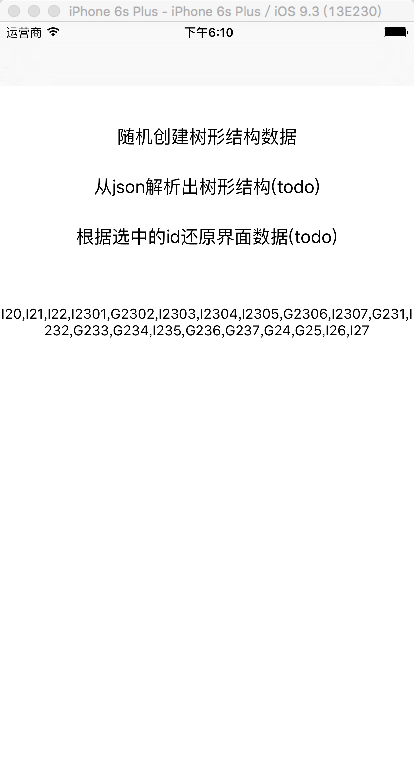 iPhone 6s Plus - iPhone 6s Plus / iOS 9.3 (13E230)
运营商 下午6:10
随机创建树形结构数据
从json解析出树形结构(todo)
根据选中的id还原界面数据(todo)
I20,I21,I22,I2301,G2302,I2303,I2304,I2305,G2306,I2307,G231,I
232,G233,G234,I235,G236,G237,G24,G25,I26,I27